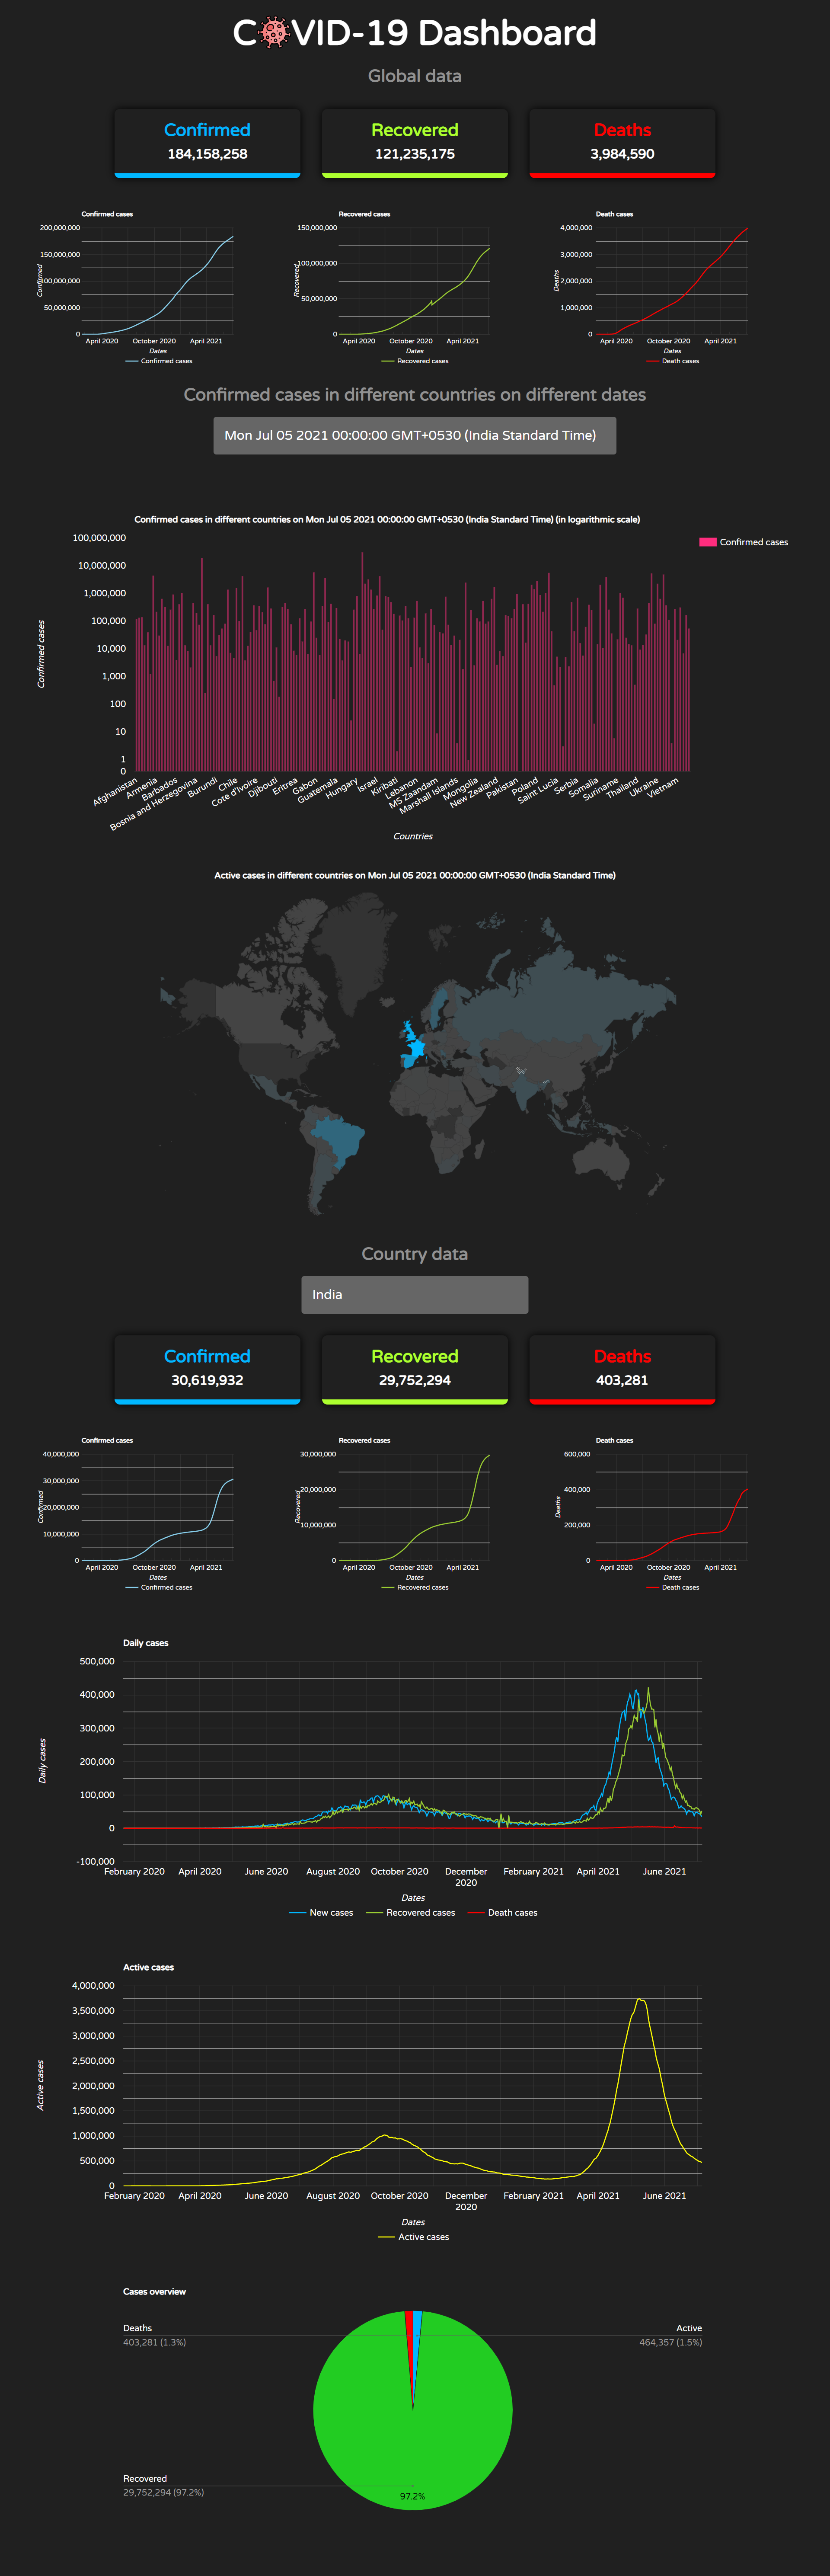 COVID-19 Dashboard
Global data
Confirmed
184,158,258
Recovered
121,235,175
Deaths
3,984,590
Confirmed cases
200,000,000
150,000,000
100,000,000
50,000,000
0
Confirmed
April 2020 October 2020 April 2021
Dates
Confirmed cases
Recovered cases
150,000,000
100,000,000
50,000,000
0
Recovered
April 2020 October 2020 April 2021
Dates
Recovered cases
Death cases
4,000,000
3,000,000
2,000,000
1,000,000
0
Deaths
April 2020 October 2020 April 2021
Dates
Death cases
Confirmed cases in different countries on different dates
Mon Jul 05 2021 00:00:00 GMT+0530 (India Standard Time)
Confirmed cases in different countries on Mon Jul 05 2021 00:00:00 GMT+0530 (India Standard Time) (in logarithmic scale)
Confirmed cases
100,000,000
10,000,000
1,000,000
100,000
10,000
1,000
100
10
1
0
Confirmed cases
Afghanistan
Armenia
Barbados
Bosnia and Herzegovina
Burundi
Chile
Cote d'Ivoire
Djibouti
Eritrea
Gabon
Guatemala
Hungary
Israel
Kiribati
Lebanon
MS Zaandam
Marshall Islands
Mongolia
New Zealand
Pakistan
Poland
Saint Lucia
Serbia
Somalia
Suriname
Thailand
Ukraine
Vietnam
Countries
Active cases in different countries on Mon Jul 05 2021 00:00:00 GMT+0530 (India Standard Time)
Country data
India
Confirmed
30,619,932
Recovered
29,752,294
Deaths
403,281
Confirmed cases
40,000,000
30,000,000
20,000,000
10,000,000
0
Confirmed
April 2020 October 2020 April 2021
Dates
Confirmed cases
Recovered cases
30,000,000
20,000,000
10,000,000
0
Recovered
April 2020 October 2020 April 2021
Dates
Recovered cases
Death cases
600,000
400,000
200,000
0
Deaths
April 2020 October 2020 April 2021
Dates
Death cases
Daily cases
500,000
400,000
300,000
200,000
100,000
0
-100,000
Daily cases
February 2020 April 2020 June 2020 August 2020 October 2020 December 2020 February 2021 April 2021 June 2021
Dates
New cases Recovered cases Death cases
Active cases
4,000,000
3,500,000
3,000,000
2,500,000
2,000,000
1,500,000
1,000,000
500,000
0
Active cases
February 2020 April 2020 June 2020 August 2020 October 2020 December 2020 February 2021 April 2021 June 2021
Dates
Active cases
Cases overview
Deaths
403,281 (1.3%)
Active
464,357 (1.5%)
Recovered
29,752,294 (97.2%)
97.2%